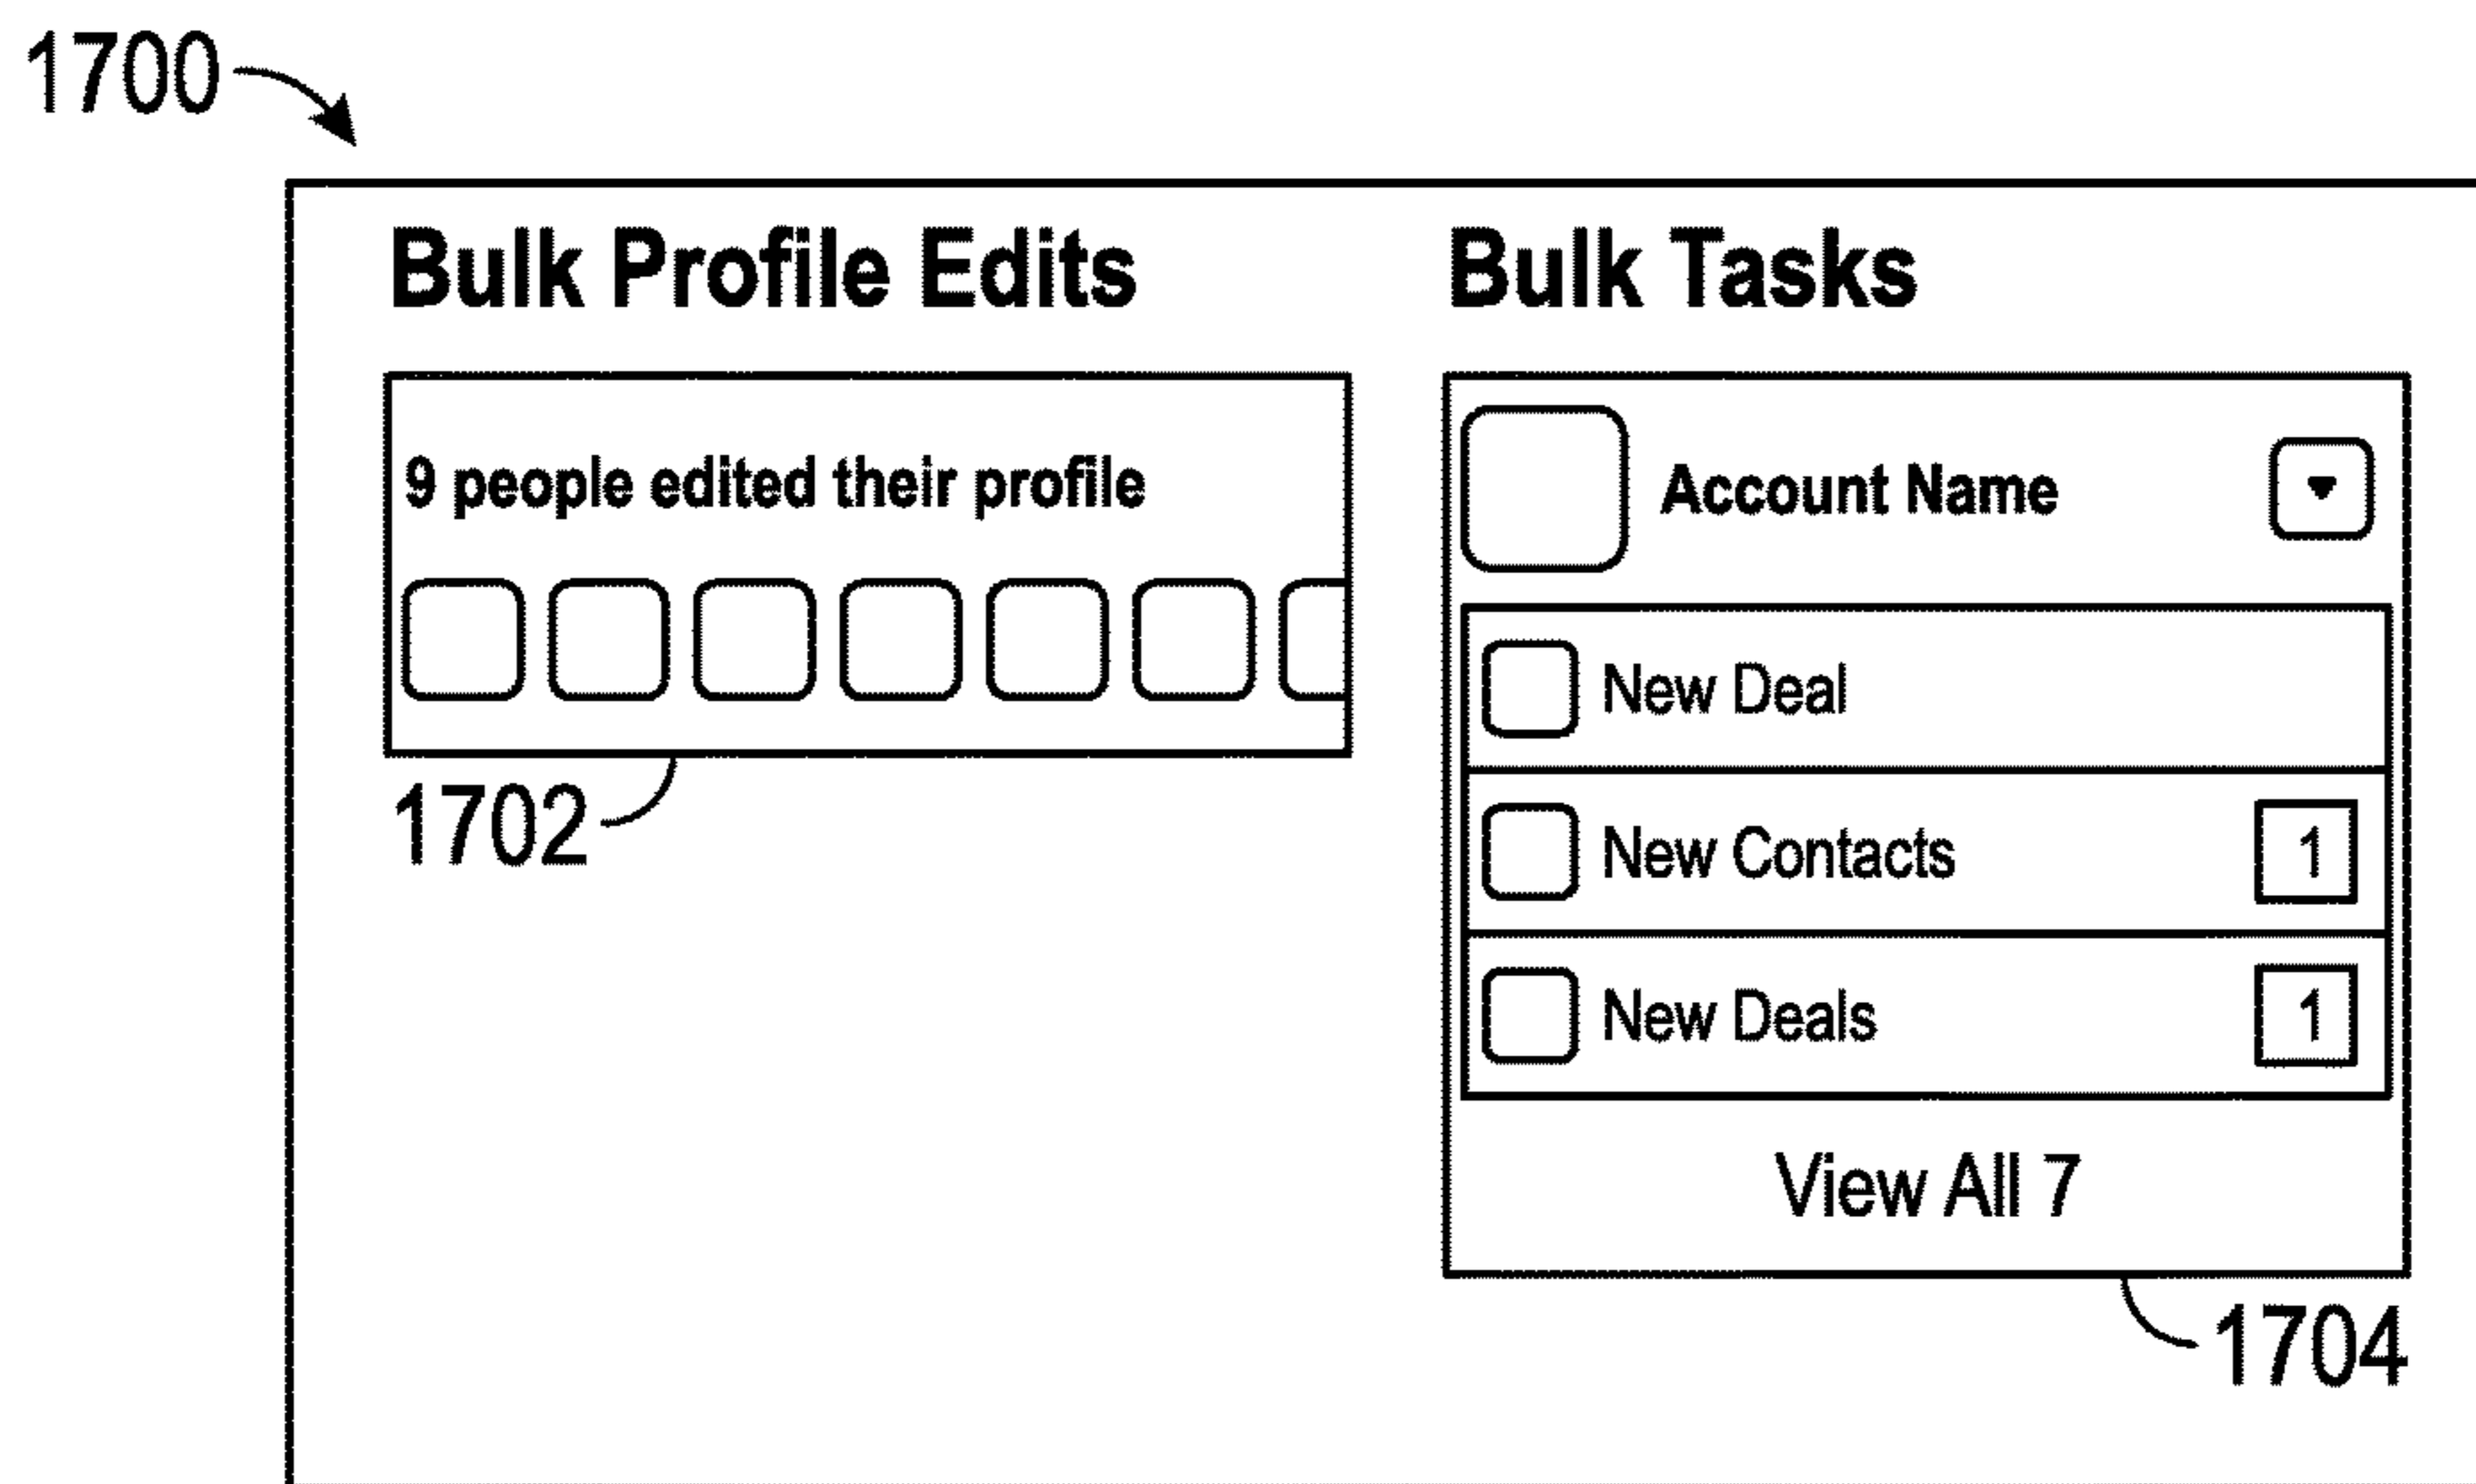 1700
Bulk Profile Edits
9 people edited their profile
1702
Bulk Tasks
Account Name
New Deal
New Contacts 1
New Deals 1
View All 7
1704